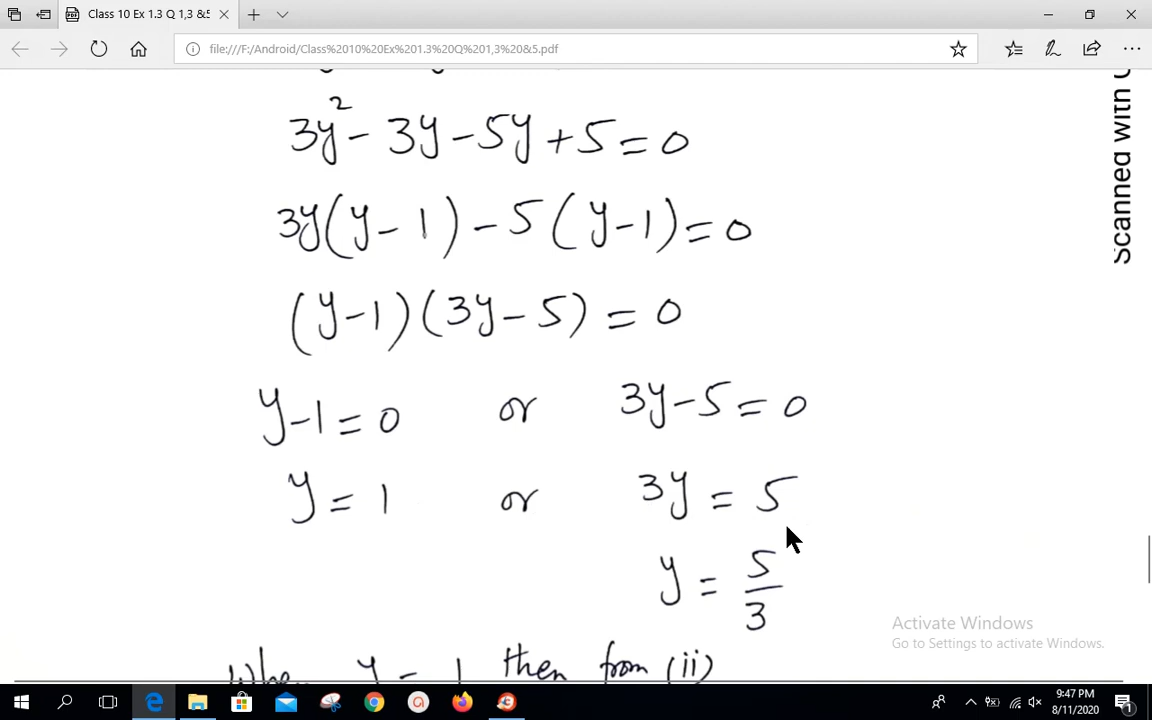 Class 10 Ex 1.3 Q 1,3 &5
file:///F:/Android/Class%2010%20Ex%201.3%20Q%201,3%20&5.pdf
3y² - 3y - 5y + 5 = 0
3y(y - 1) - 5(y - 1) = 0
(y - 1)(3y - 5) = 0
y - 1 = 0 or 3y - 5 = 0
y = 1 or 3y = 5
y = 5/3
When y = 1 then from (ii)
Scanned with
Activate Windows
Go to Settings to activate Windows.
9:47 PM
8/11/2020